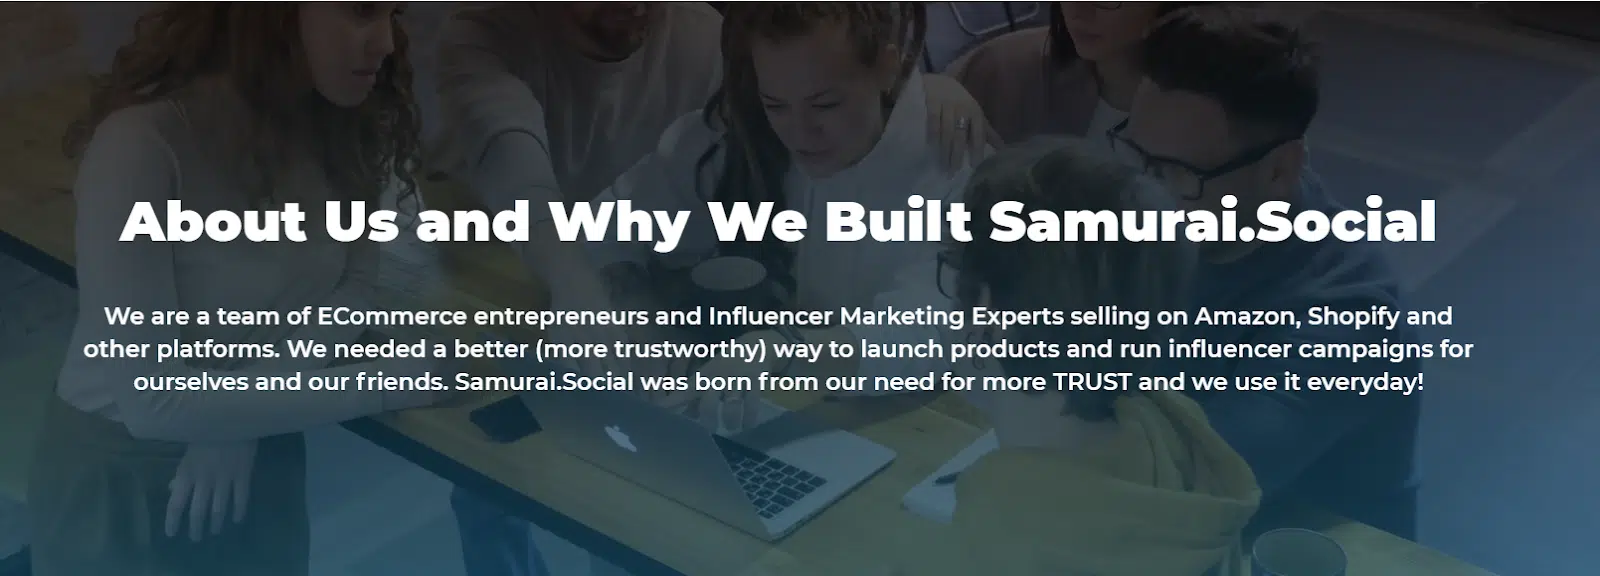 About Us and Why We Built Samurai.Social
We are a team of ECommerce entrepreneurs and Influencer Marketing Experts selling on Amazon, Shopify and
other platforms. We needed a better (more trustworthy) way to launch products and run influencer campaigns for
ourselves and our friends. Samurai.Social was born from our need for more TRUST and we use it everyday!